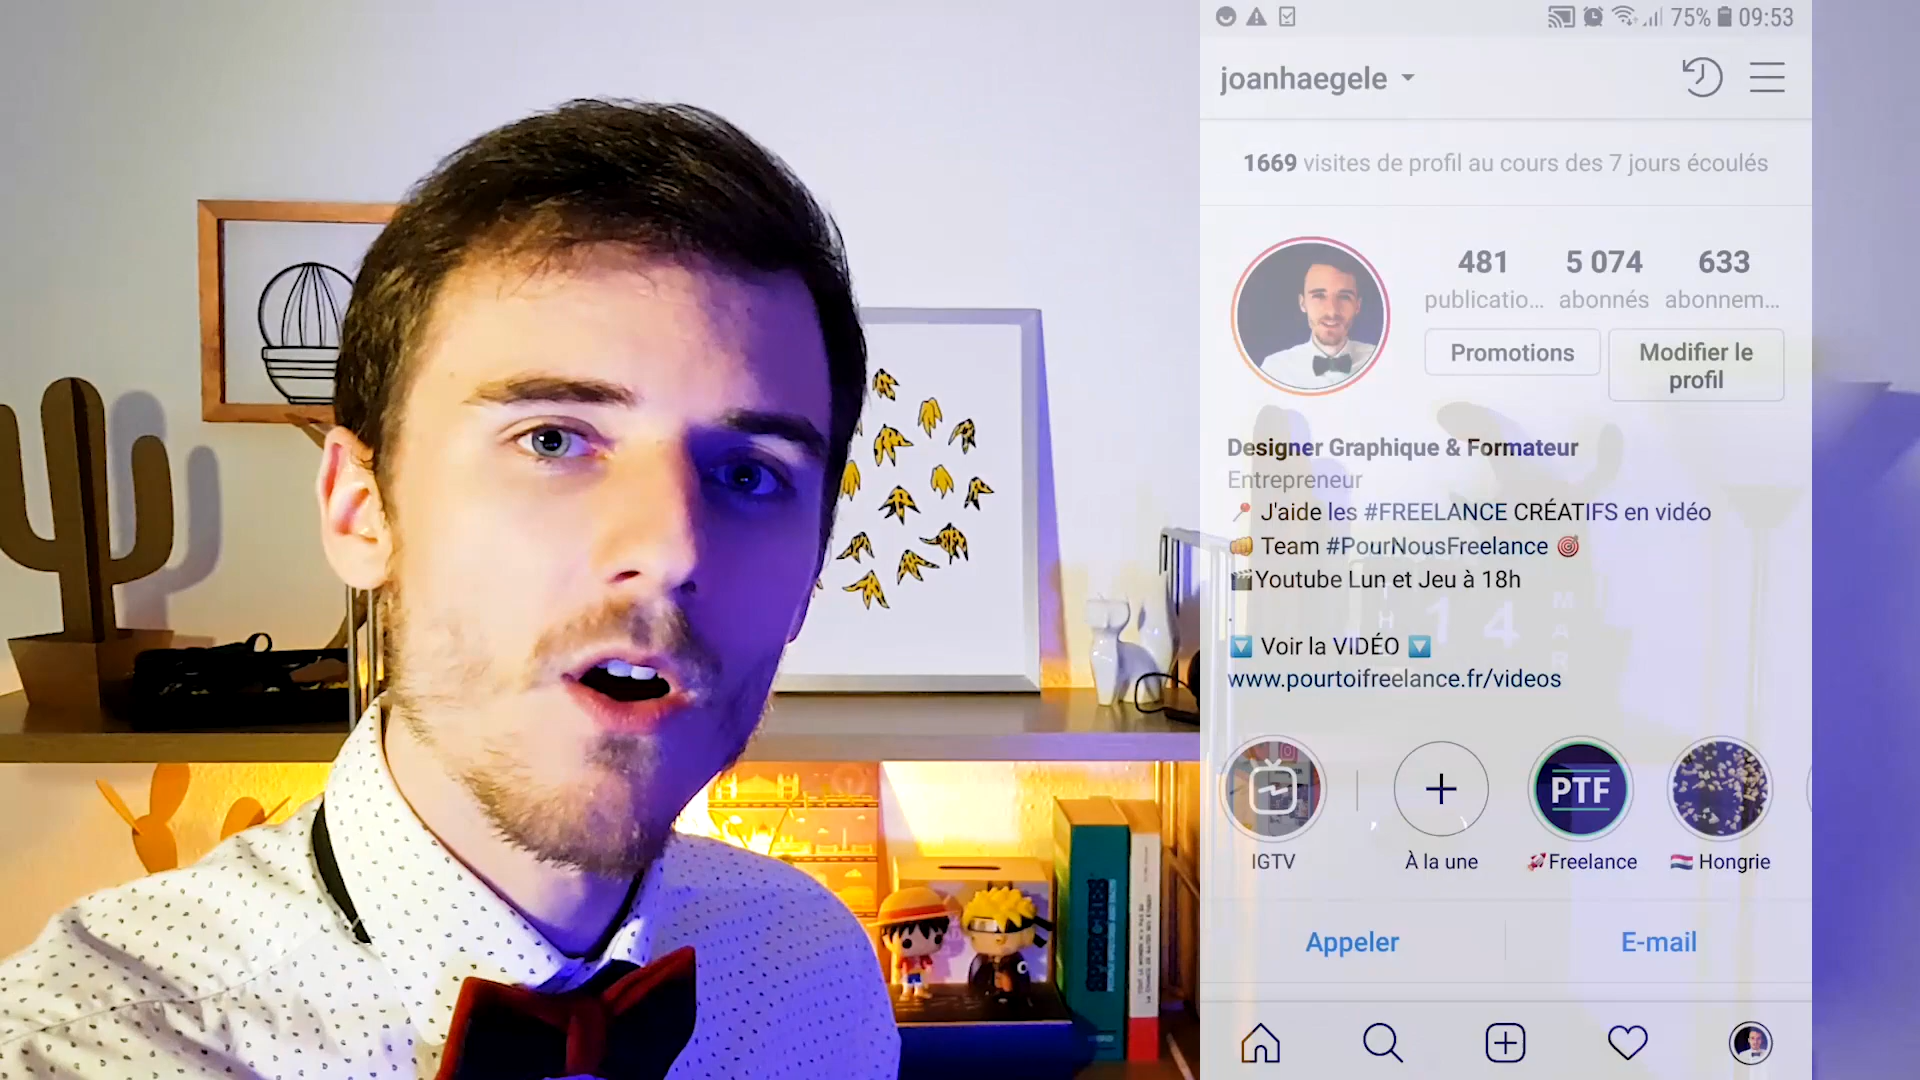 75% 09:53
joanhaegele
1669 visites de profil au cours des 7 jours écoulés
481 5 074 633
publicatio... abonnés abonnem...
Promotions
Modifier le
profil
Designer Graphique & Formateur
Entrepreneur
J'aide les #FREELANCE CRÉATIFS en vidéo
Team #PourNousFreelance
Youtube Lun et Jeu à 18h
Voir la VIDÉO
www.pourtoifreelance.fr/videos
PTF
IGTV À la une Freelance Hongrie
Appeler E-mail
14
MAR
SPEECHES